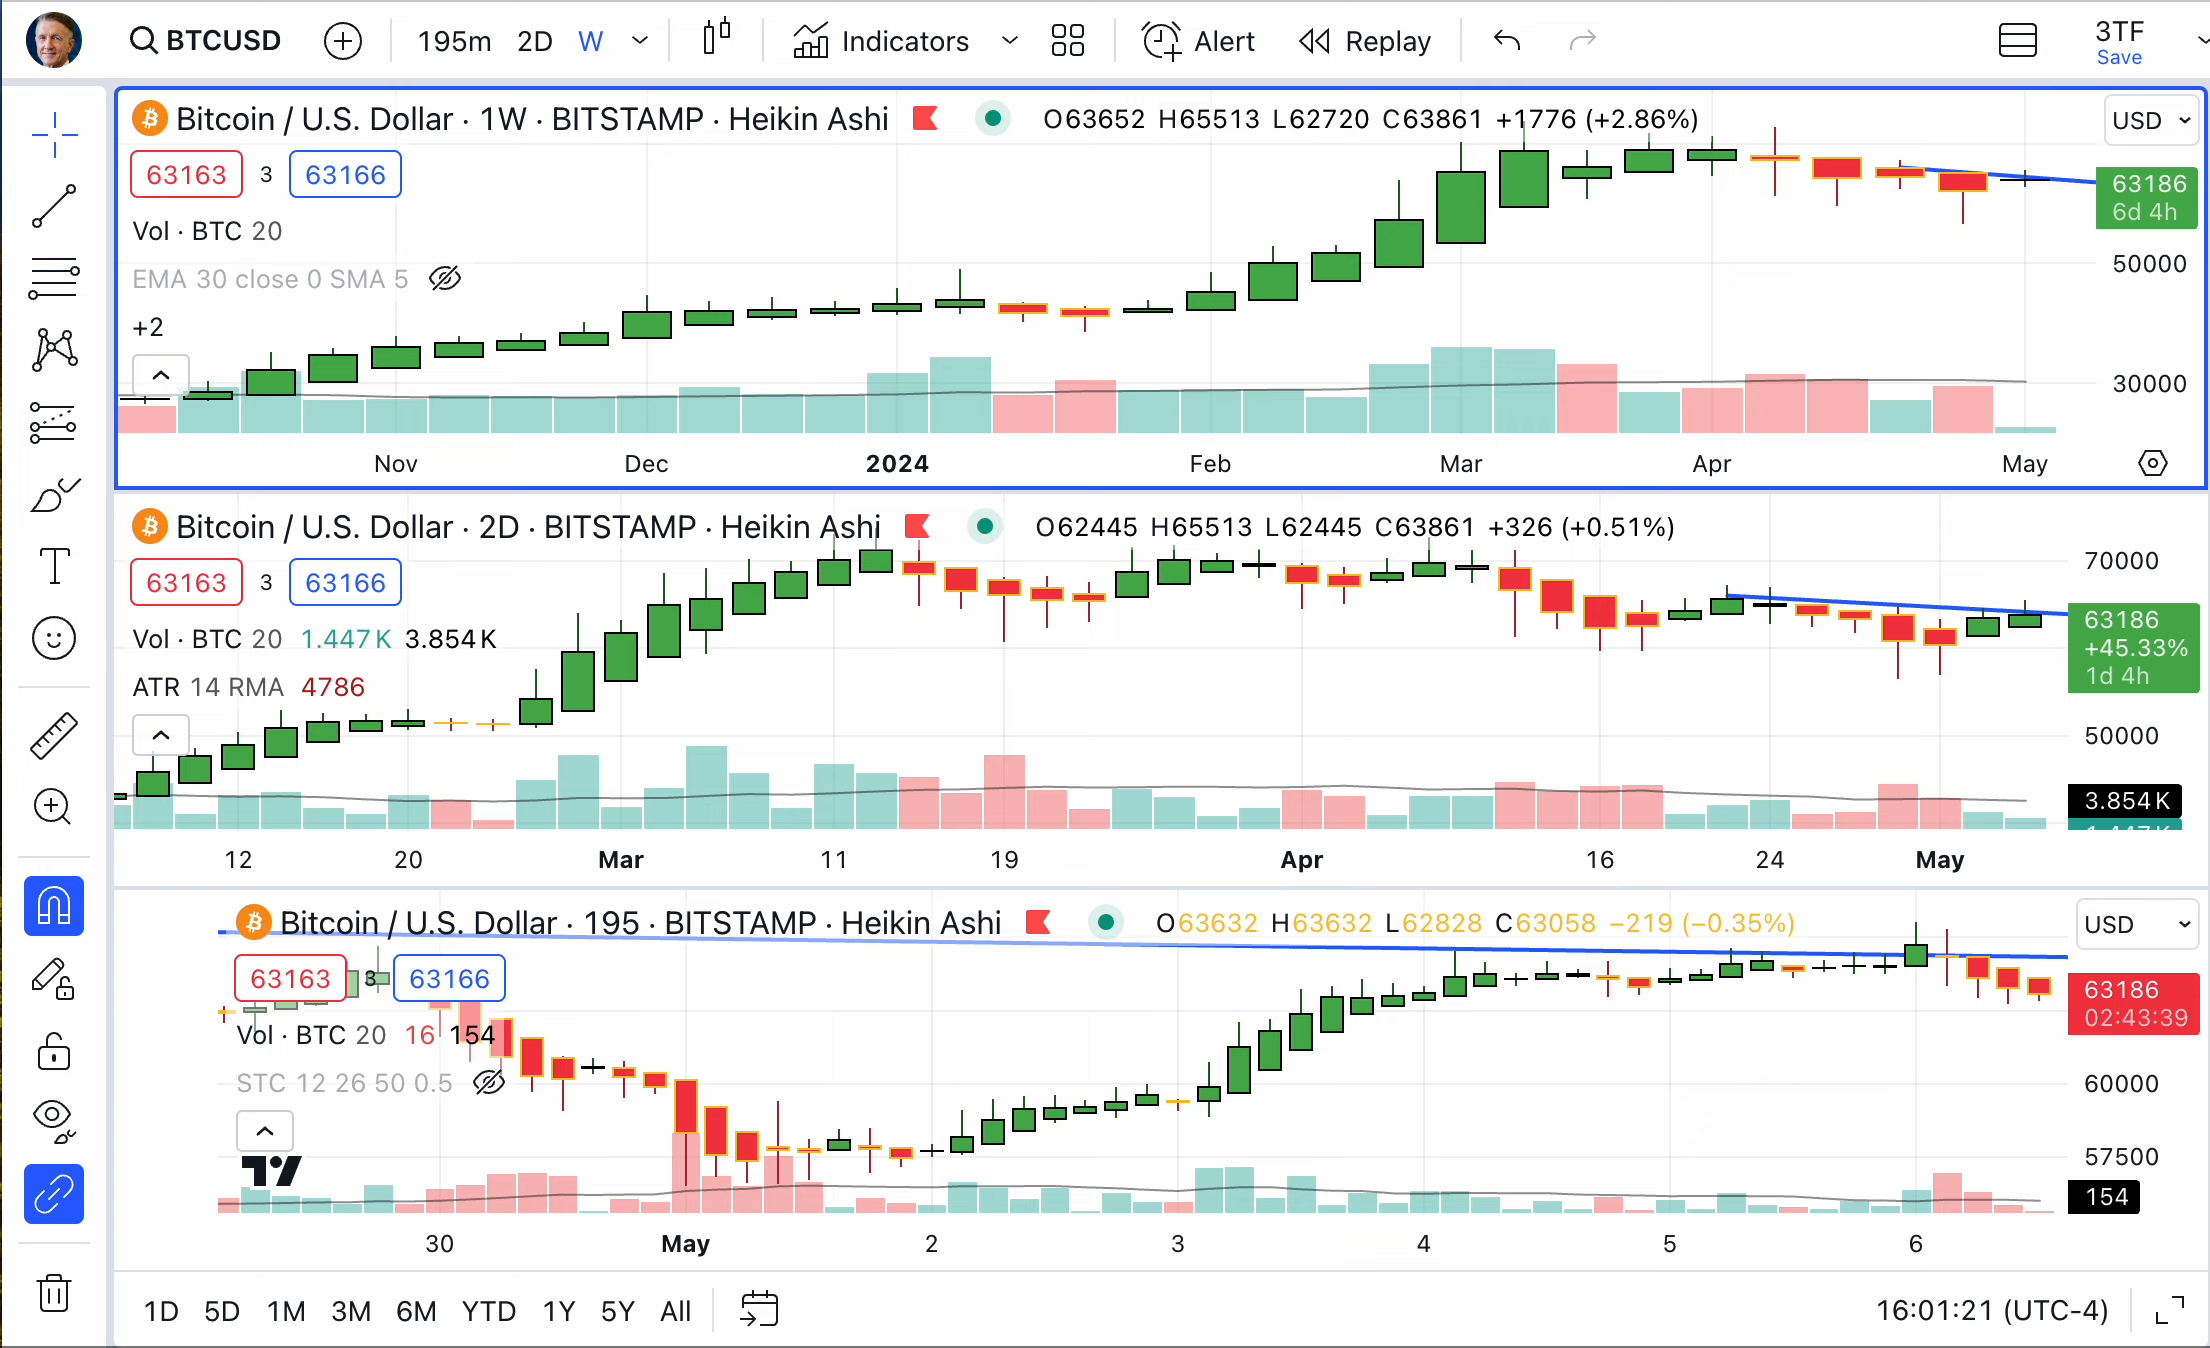 BTCUSD 195m 2D W Indicators Alert Replay 3TF
Save
Bitcoin / U.S. Dollar · 1W · BITSTAMP · Heikin Ashi O63652 H65513 L62720 C63861 +1776 (+2.86%) USD
63163 3 63166
63186
6d 4h
Vol · BTC 20
50000
EMA 30 close 0 SMA 5
+2
30000
Nov Dec 2024 Feb Mar Apr May
Bitcoin / U.S. Dollar · 2D · BITSTAMP · Heikin Ashi O62445 H65513 L62445 C63861 +326 (+0.51%)
70000
63163 3 63166
63186
+45.33%
1d 4h
Vol · BTC 20 1.447K 3.854K
ATR 14 RMA 4786
50000
3.854K
1.447K
12 20 Mar 11 19 Apr 16 24 May
Bitcoin / U.S. Dollar · 195 · BITSTAMP · Heikin Ashi O63632 H63632 L62828 C63058 −219 (−0.35%) USD
63163 3 63166
63186
02:43:39
Vol · BTC 20 16 154
STC 12 26 50 0.5
60000
57500
154
30 May 2 3 4 5 6
1D 5D 1M 3M 6M YTD 1Y 5Y All 16:01:21 (UTC-4)